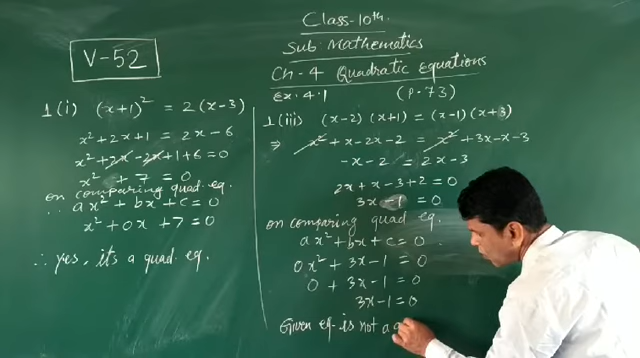 Class-10th.
Sub Mathematics
Ch-4 Quadratic Equations
Ex. 4.1 (P.73)
V-52
1(i) (x+1)² = 2(x-3)
x²+2x+1 = 2x-6
x²+2x-2x+1+6=0
x²+7=0
on comparing quad. eq.
∴ ax²+bx+c=0
x²+0x+7=0
∴ yes, it's a quad. eq.
1(iii) (x-2)(x+1) = (x-1)(x+3)
⇒ x²+x-2x-2 = x²+3x-x-3
-x-2 = 2x-3
2x+x-3+2=0
3x-1=0
on comparing quad eq.
ax²+bx+c=0
0x²+3x-1=0
0+3x-1=0
3x-1=0
Given eq. is not a q